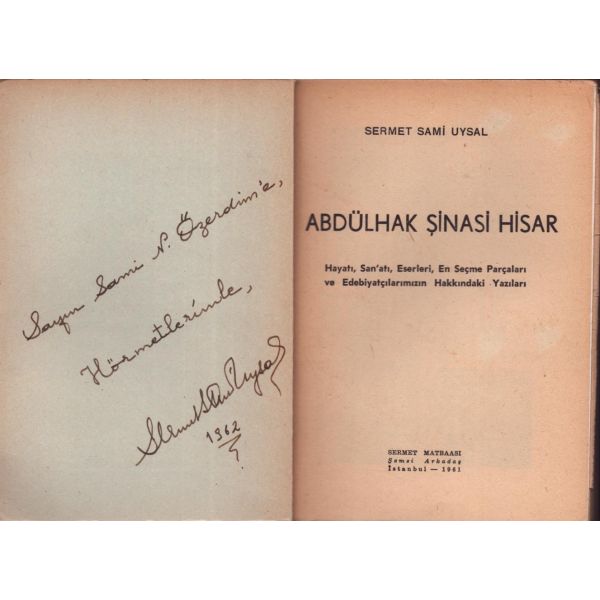 Sayın Sami N. Özerdim'e,
Hörmetlerimle,
1962
SERMET SAMİ UYSAL
ABDÜLHAK ŞİNASİ HİSAR
Hayatı, San'atı, Eserleri, En Seçme Parçaları
ve Edebiyatçılarımızın Hakkındaki Yazıları
SERMET MATBAASI
Şemsi Arkadaş
İstanbul — 1961